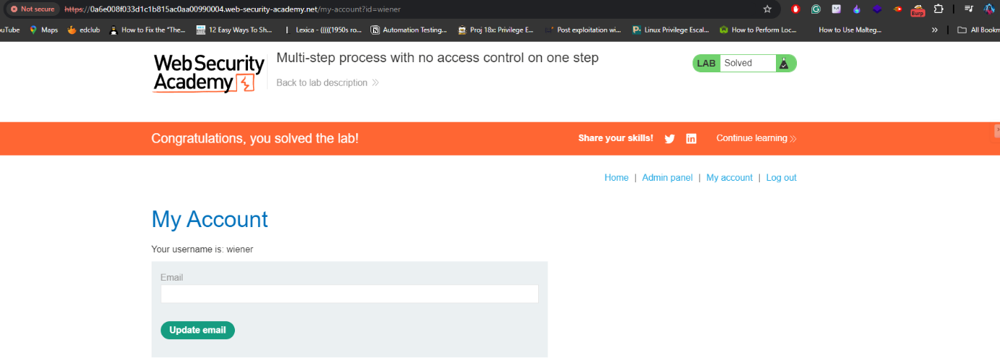 Not secure https://0a6e008f033d1c1b815ac0aa00990004.web-security-academy.net/my-account?id=wiener
Burp
uTube Maps edclub How to Fix the "The... 12 Easy Ways To Sh... Lexica - (((((1950s ro... Automation Testing... Proj 18x: Privilege E... Post exploitation wi... Linux Privilege Escal... How to Perform Loc... How to Use Malteg... » All Bookm
Web Security Academy
Multi-step process with no access control on one step
LAB Solved
Back to lab description
Congratulations, you solved the lab!
Share your skills!
Continue learning
Home | Admin panel | My account | Log out
My Account
Your username is: wiener
Email
Update email